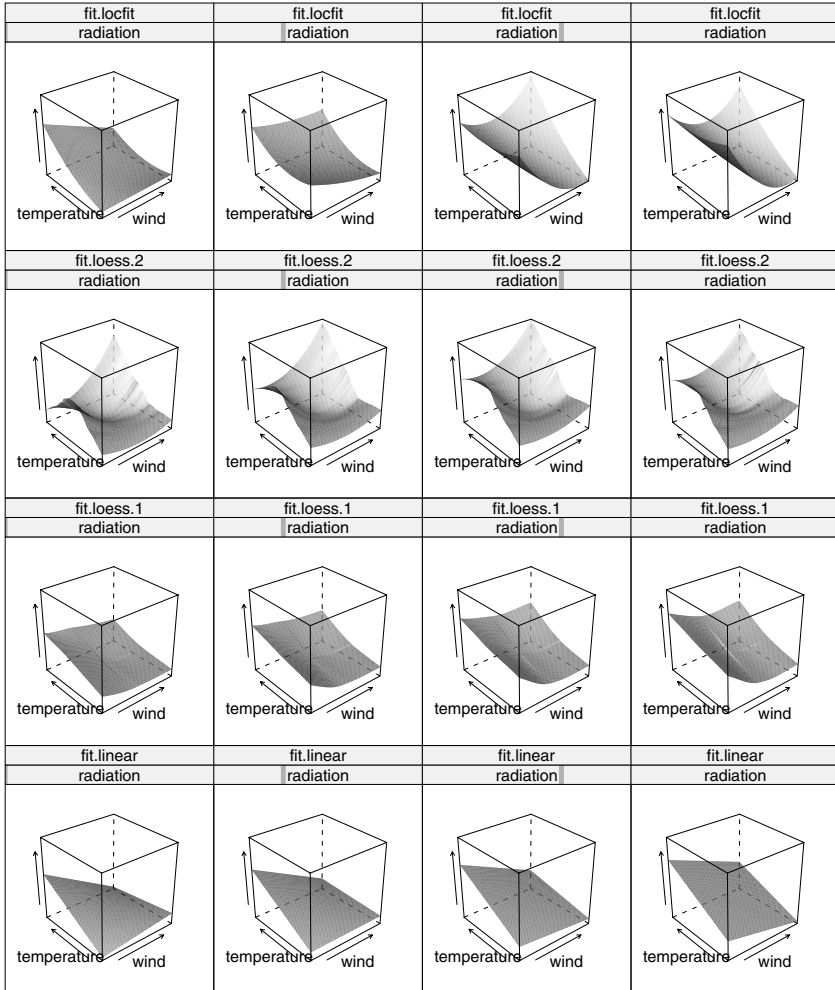 fit.locfit fit.locfit fit.locfit fit.locfit
radiation radiation radiation radiation
temperature wind temperature wind temperature wind temperature wind
fit.loess.2 fit.loess.2 fit.loess.2 fit.loess.2
radiation radiation radiation radiation
temperature wind temperature wind temperature wind temperature wind
fit.loess.1 fit.loess.1 fit.loess.1 fit.loess.1
radiation radiation radiation radiation
temperature wind temperature wind temperature wind temperature wind
fit.linear fit.linear fit.linear fit.linear
radiation radiation radiation radiation
temperature wind temperature wind temperature wind temperature wind